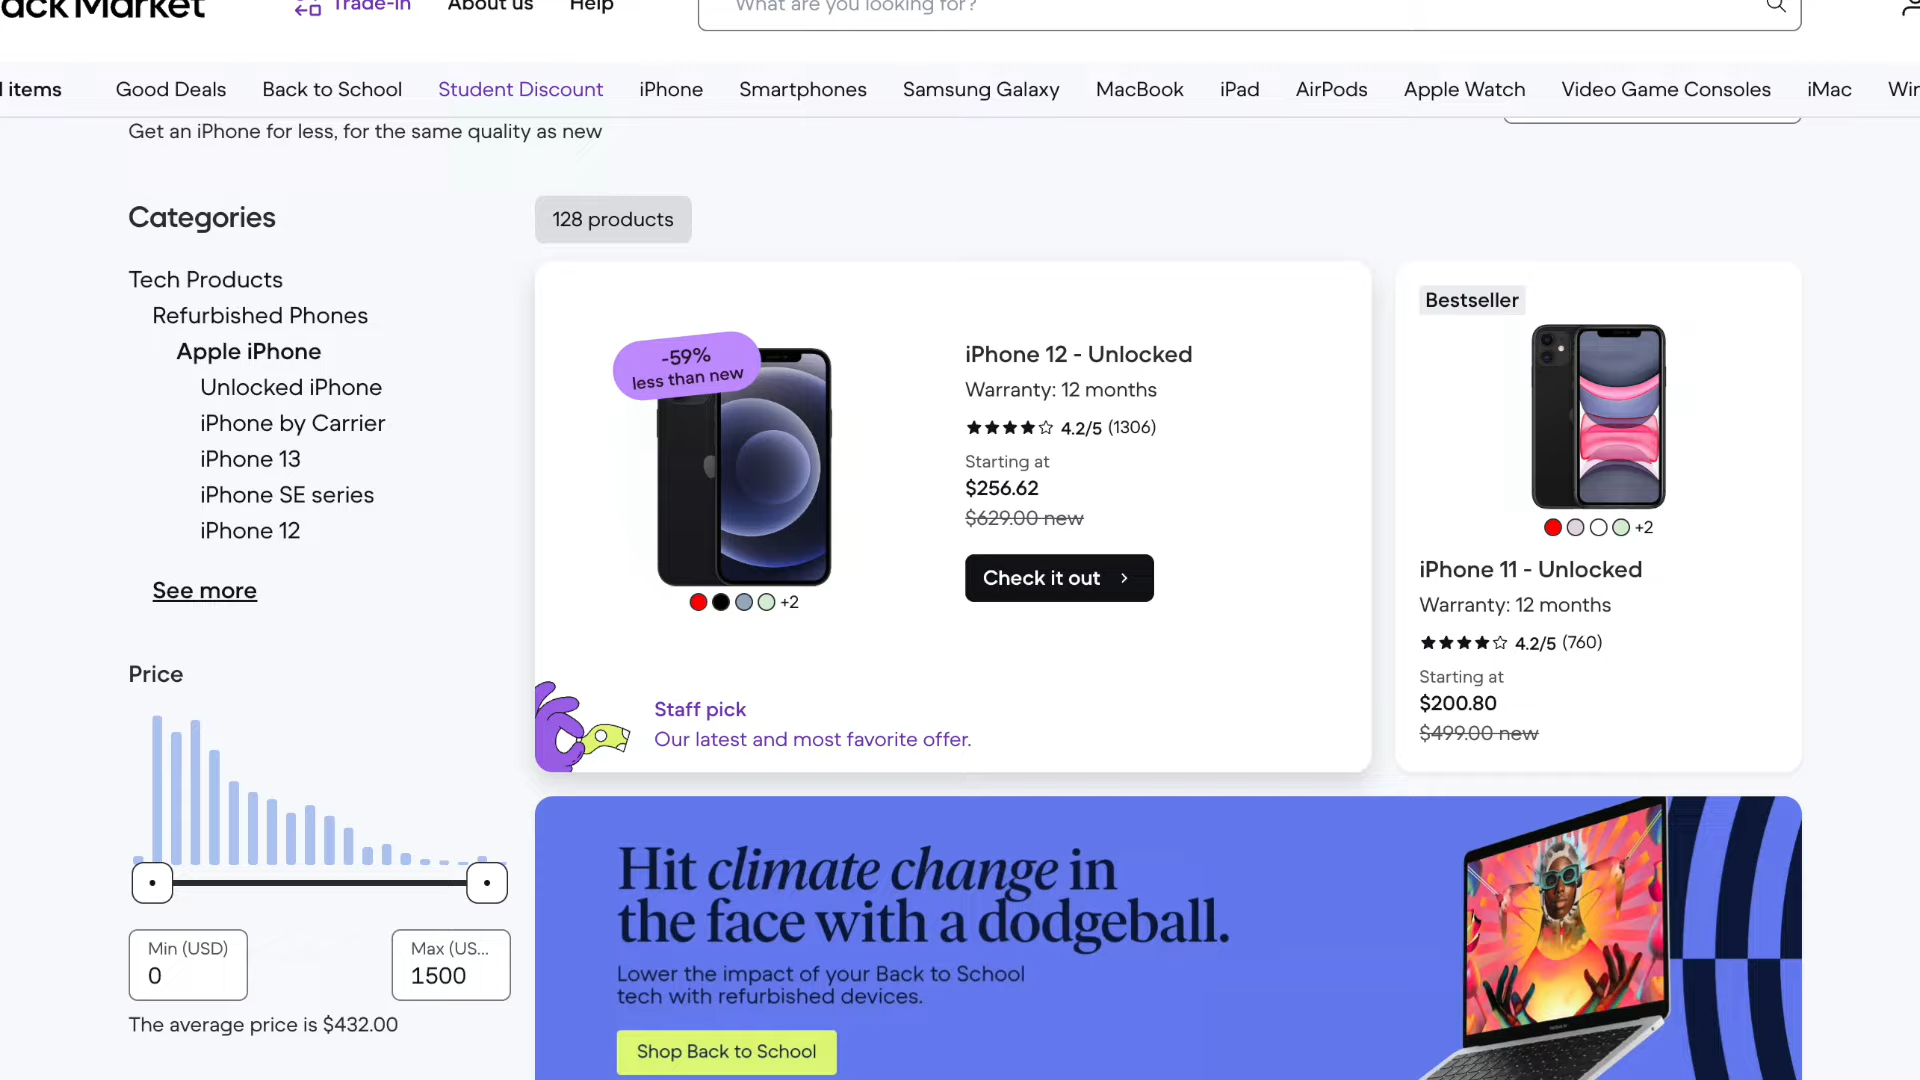 Trade-in
About us
Help
What are you looking for?
items
Good Deals
Back to School
Student Discount
iPhone
Smartphones
Samsung Galaxy
MacBook
iPad
AirPods
Apple Watch
Video Game Consoles
iMac
Get an iPhone for less, for the same quality as new
Categories
Tech Products
Refurbished Phones
Apple iPhone
Unlocked iPhone
iPhone by Carrier
iPhone 13
iPhone SE series
iPhone 12
See more
Price
Min (USD)
0
Max (US...
1500
The average price is $432.00
128 products
-59%
less than new
+2
iPhone 12 - Unlocked
Warranty: 12 months
4.2/5 (1306)
Starting at
$256.62
$629.00 new
Check it out
Staff pick
Our latest and most favorite offer.
Bestseller
+2
iPhone 11 - Unlocked
Warranty: 12 months
4.2/5 (760)
Starting at
$200.80
$499.00 new
Hit climate change in
the face with a dodgeball.
Lower the impact of your Back to School
tech with refurbished devices.
Shop Back to School